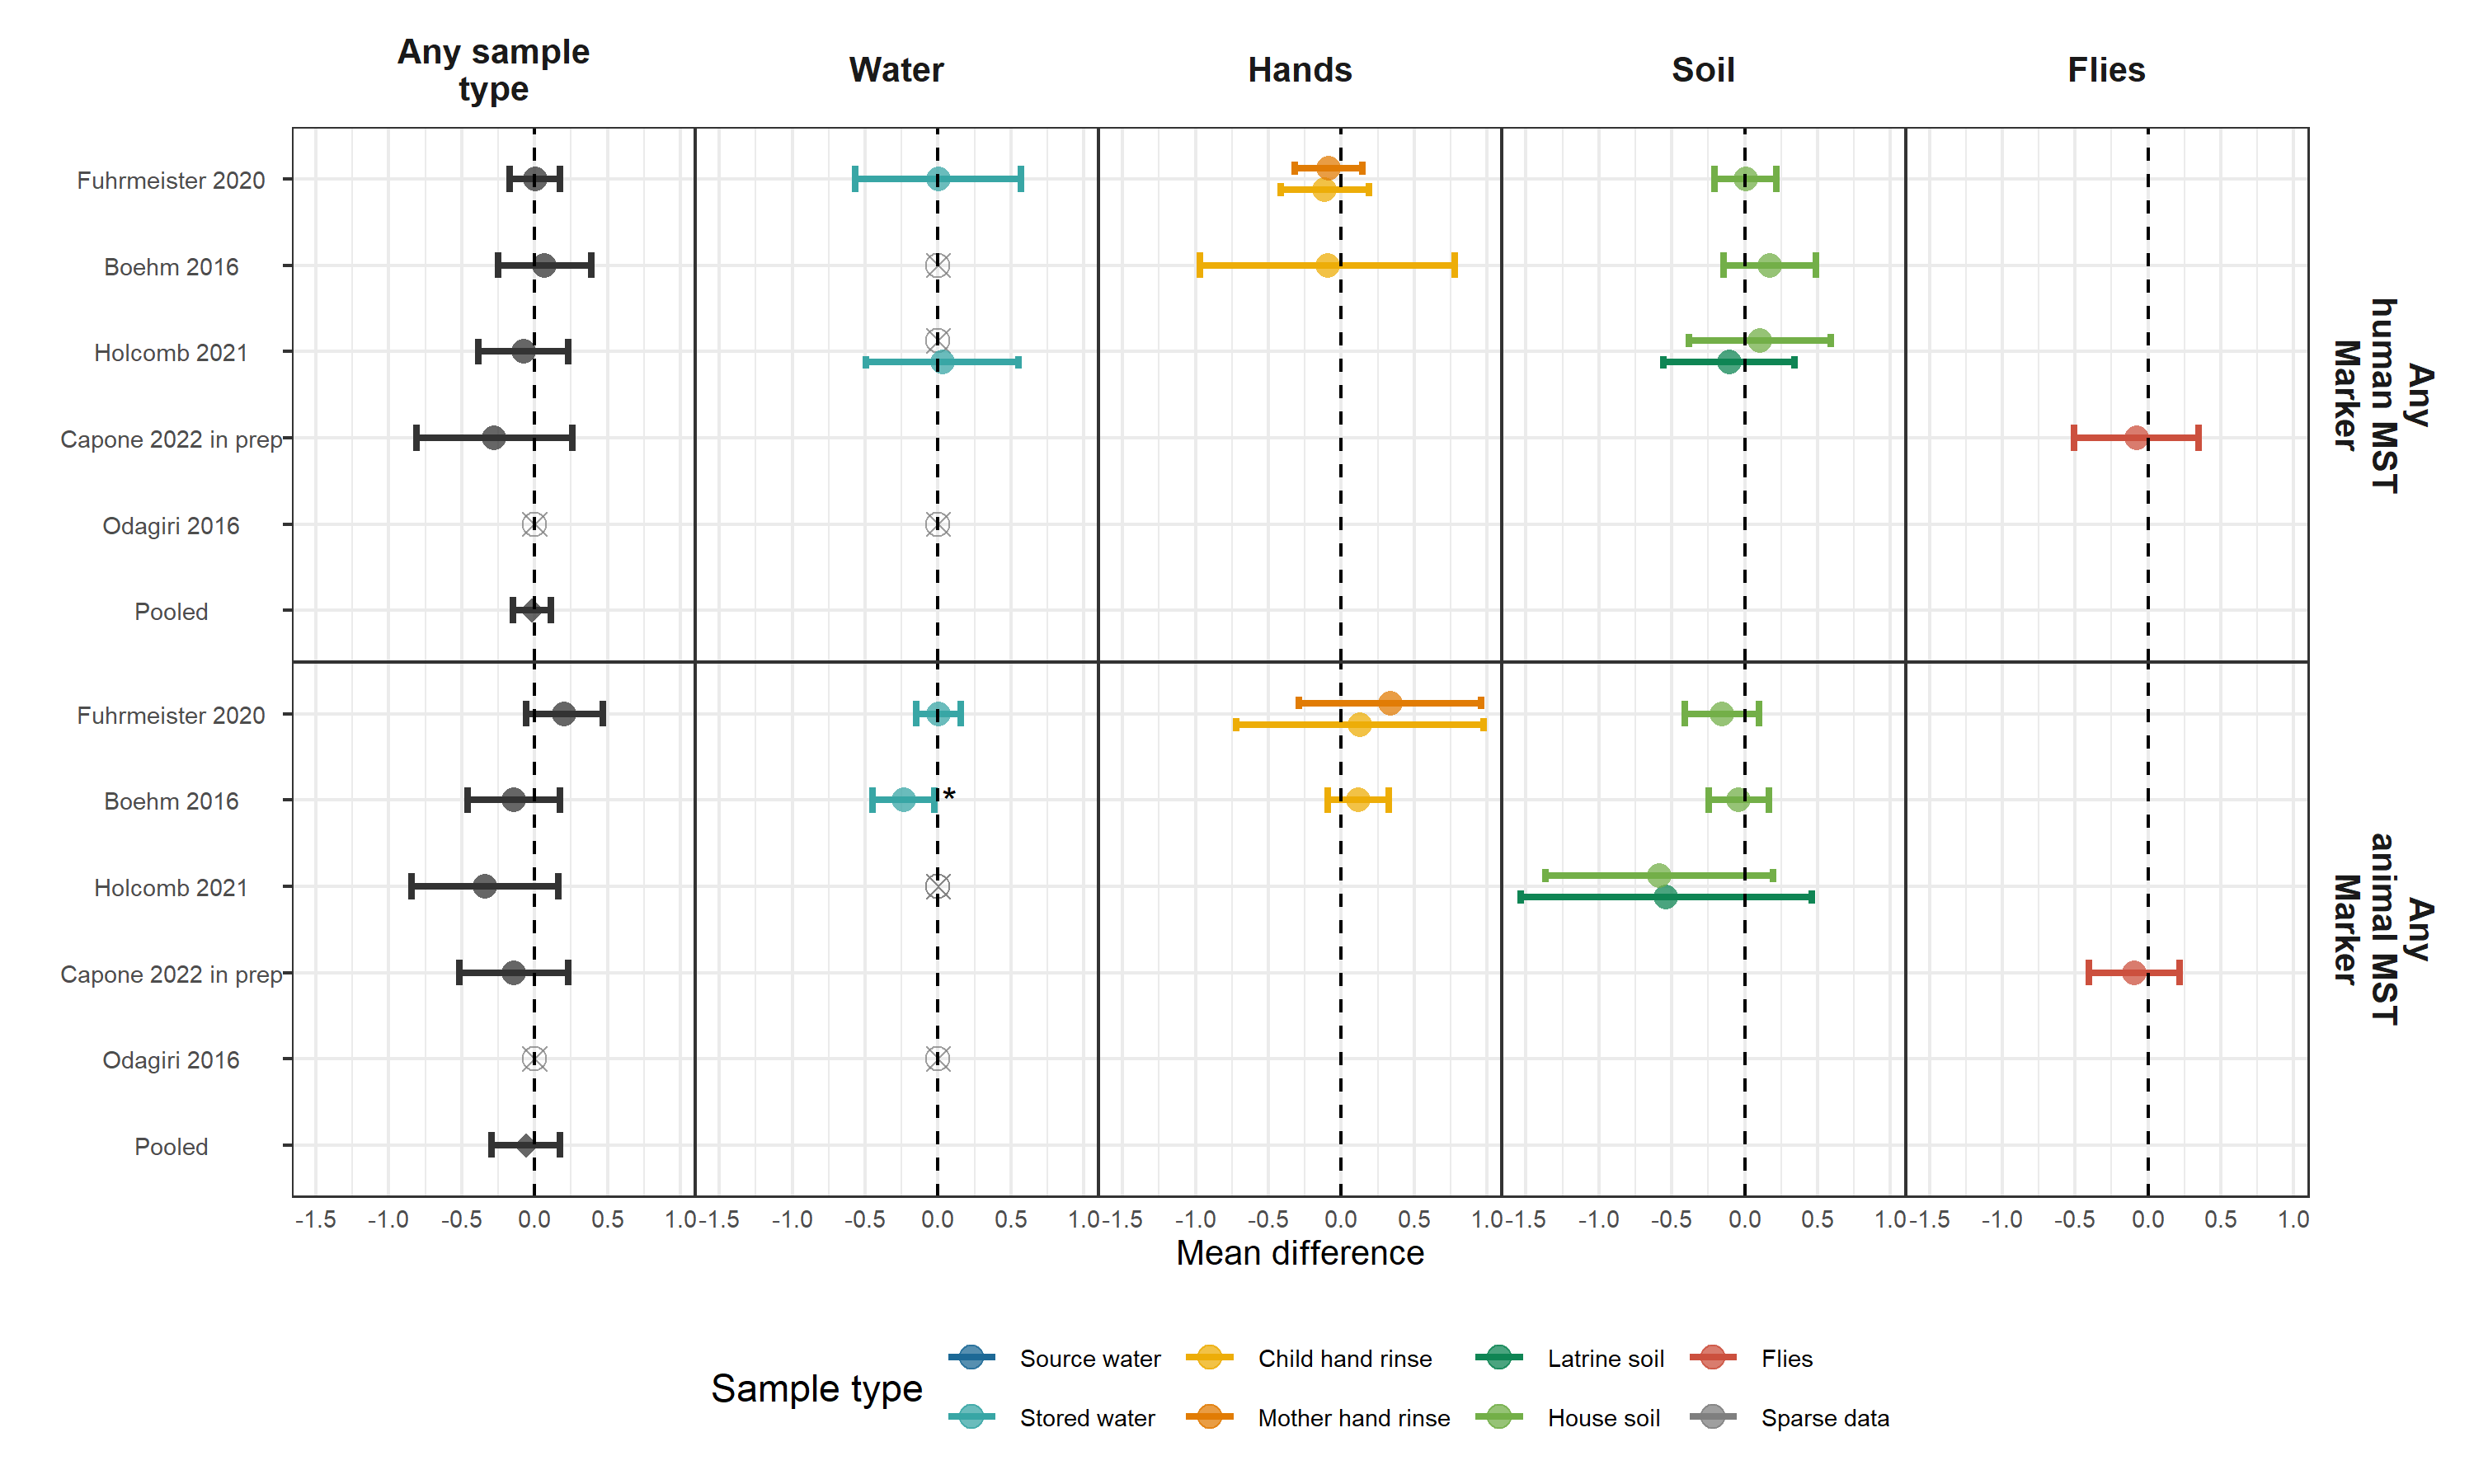 Any sample
type
Water
Hands
Soil
Flies
Fuhrmeister 2020
Boehm 2016
Holcomb 2021
Capone 2022 in prep
Odagiri 2016
Pooled
Any
human MST
Marker
Fuhrmeister 2020
Boehm 2016
*
Holcomb 2021
Capone 2022 in prep
Odagiri 2016
Pooled
Any
animal MST
Marker
-1.5 -1.0 -0.5 0.0 0.5 1.0 -1.5 -1.0 -0.5 0.0 0.5 1.0 -1.5 -1.0 -0.5 0.0 0.5 1.0 -1.5 -1.0 -0.5 0.0 0.5 1.0 -1.5 -1.0 -0.5 0.0 0.5 1.0
Mean difference
Sample type
Source water
Child hand rinse
Latrine soil
Flies
Stored water
Mother hand rinse
House soil
Sparse data